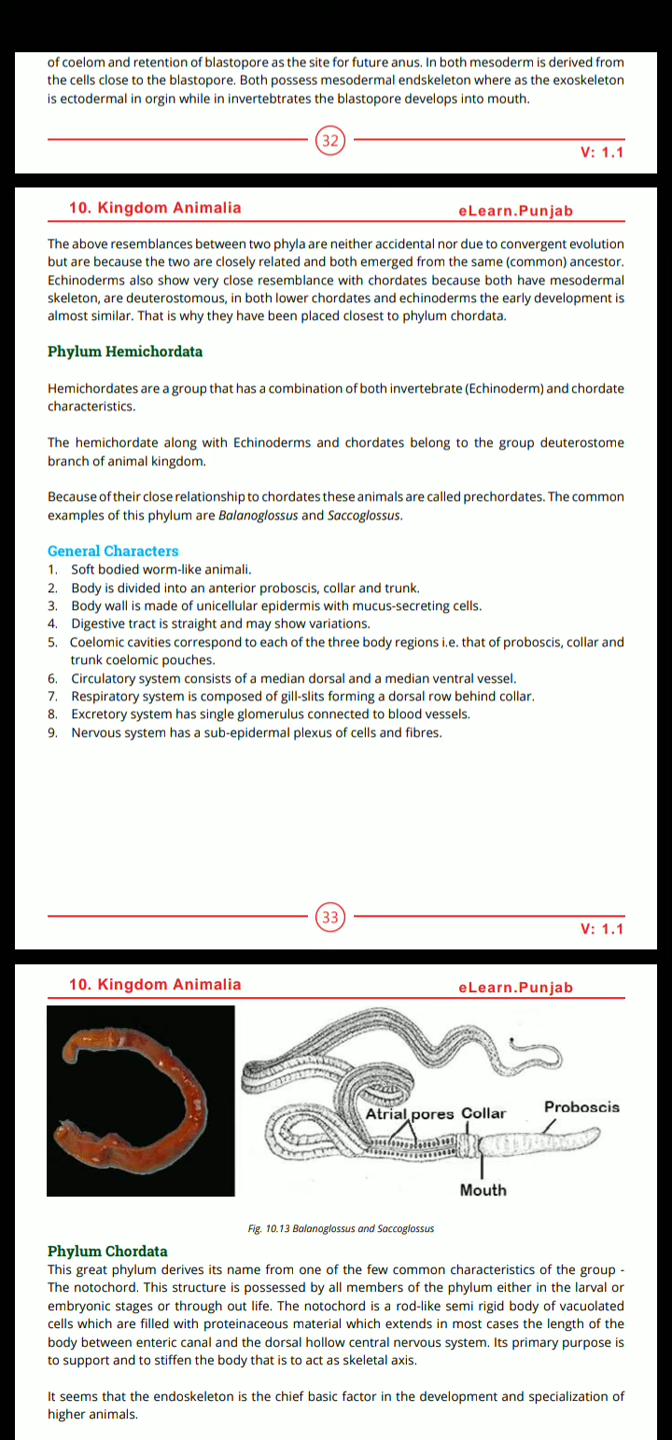 of coelom and retention of blastopore as the site for future anus. In both mesoderm is derived from
the cells close to the blastopore. Both possess mesodermal endskeleton where as the exoskeleton
is ectodermal in orgin while in invertebtrates the blastopore develops into mouth.
32
V: 1.1
10. Kingdom Animalia
eLearn.Punjab
The above resemblances between two phyla are neither accidental nor due to convergent evolution
but are because the two are closely related and both emerged from the same (common) ancestor.
Echinoderms also show very close resemblance with chordates because both have mesodermal
skeleton, are deuterostomous, in both lower chordates and echinoderms the early development is
almost similar. That is why they have been placed closest to phylum chordata.
Phylum Hemichordata
Hemichordates are a group that has a combination of both invertebrate (Echinoderm) and chordate
characteristics.
The hemichordate along with Echinoderms and chordates belong to the group deuterostome
branch of animal kingdom.
Because of their close relationship to chordates these animals are called prechordates. The common
examples of this phylum are Balanoglossus and Saccoglossus.
General Characters
1. Soft bodied worm-like animali.
2. Body is divided into an anterior proboscis, collar and trunk.
3. Body wall is made of unicellular epidermis with mucus-secreting cells.
4. Digestive tract is straight and may show variations.
5. Coelomic cavities correspond to each of the three body regions i.e. that of proboscis, collar and
trunk coelomic pouches.
6. Circulatory system consists of a median dorsal and a median ventral vessel.
7. Respiratory system is composed of gill-slits forming a dorsal row behind collar.
8. Excretory system has single glomerulus connected to blood vessels.
9. Nervous system has a sub-epidermal plexus of cells and fibres.
33
V: 1.1
10. Kingdom Animalia
eLearn.Punjab
Atrial pores Collar
Proboscis
Mouth
Fig. 10.13 Balanoglossus and Saccoglossus
Phylum Chordata
This great phylum derives its name from one of the few common characteristics of the group -
The notochord. This structure is possessed by all members of the phylum either in the larval or
embryonic stages or through out life. The notochord is a rod-like semi rigid body of vacuolated
cells which are filled with proteinaceous material which extends in most cases the length of the
body between enteric canal and the dorsal hollow central nervous system. Its primary purpose is
to support and to stiffen the body that is to act as skeletal axis.
It seems that the endoskeleton is the chief basic factor in the development and specialization of
higher animals.